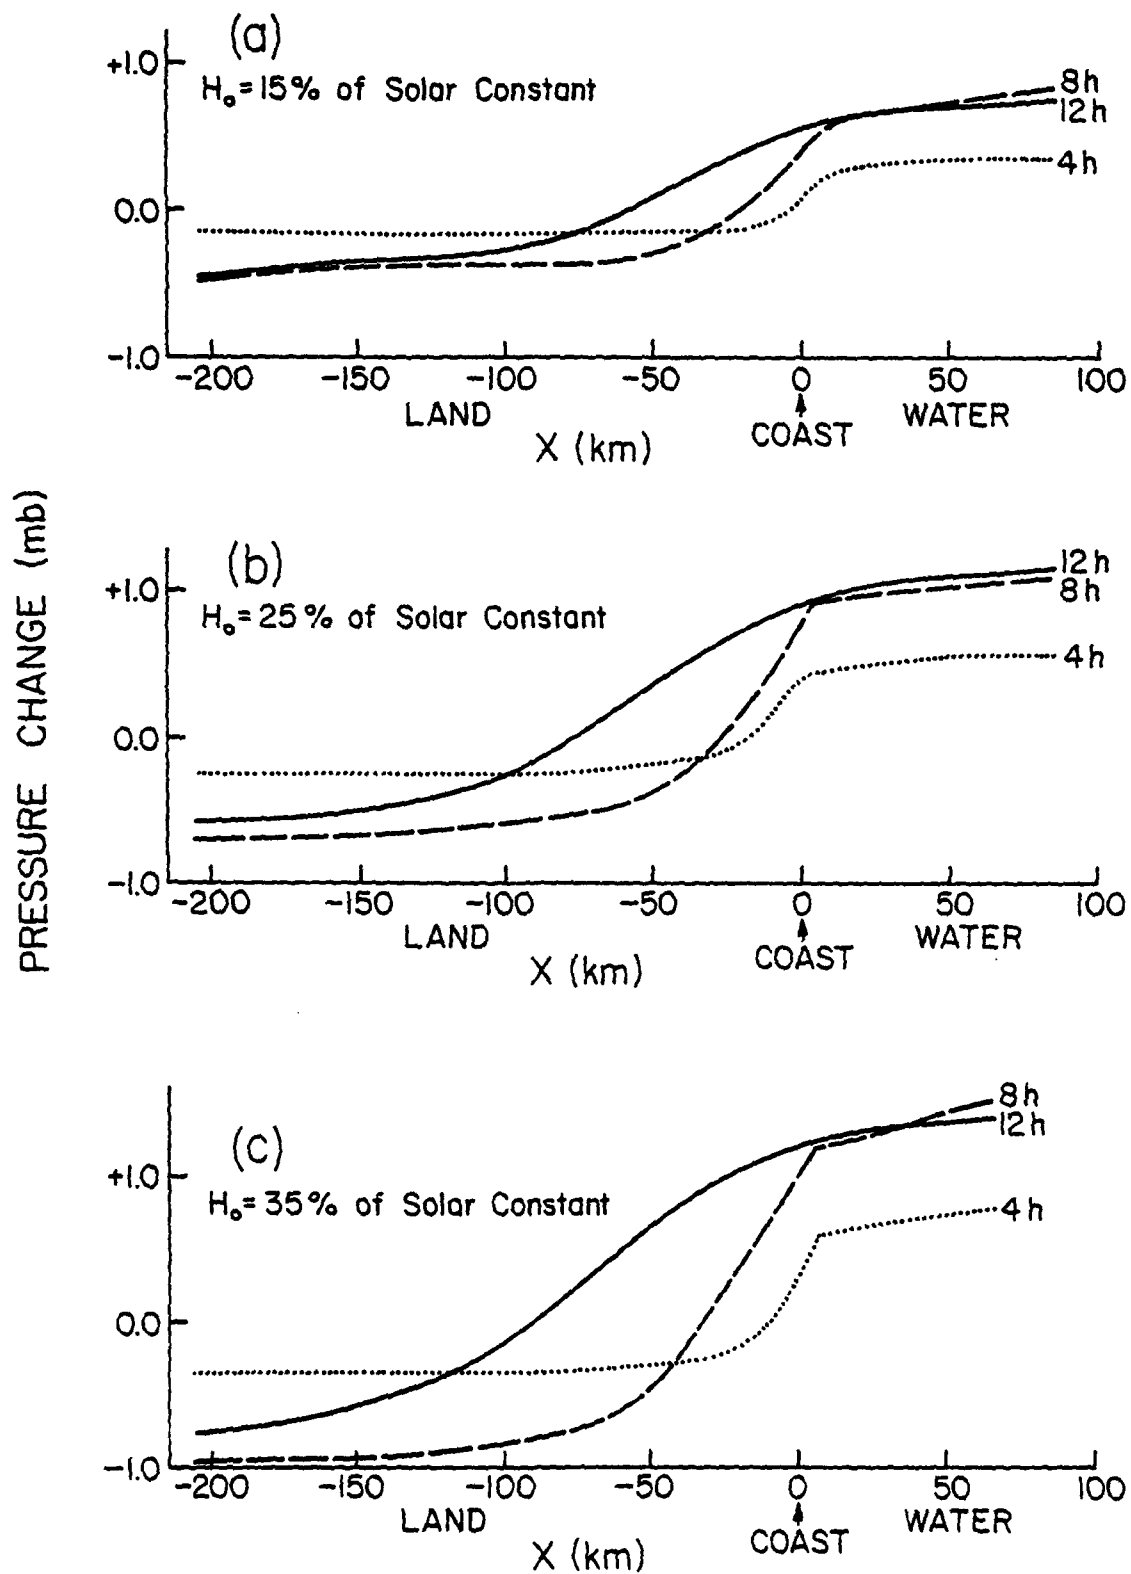 (a)
+1.0
H₀=15% of Solar Constant
8h
12h
4h
0.0
-1.0
-200 -150 -100 -50 0 50 100
LAND COAST WATER
X (km)
PRESSURE CHANGE (mb)
(b)
+1.0
H₀=25% of Solar Constant
12h
8h
4h
0.0
-1.0
-200 -150 -100 -50 0 50 100
LAND COAST WATER
X (km)
(c)
+1.0
H₀=35% of Solar Constant
8h
12h
4h
0.0
-1.0
-200 -150 -100 -50 0 50 100
LAND COAST WATER
X (km)